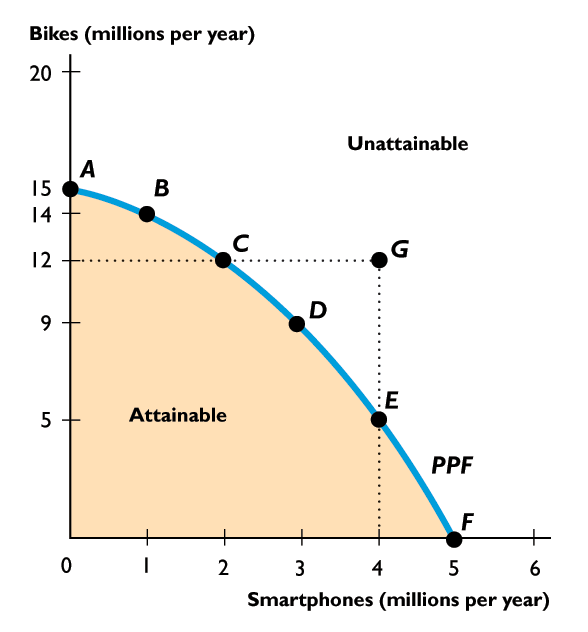 Bikes (millions per year)
20
Unattainable
A
15
B
14
C
12
G
D
9
E
5
Attainable
PPF
F
0 1 2 3 4 5 6
Smartphones (millions per year)